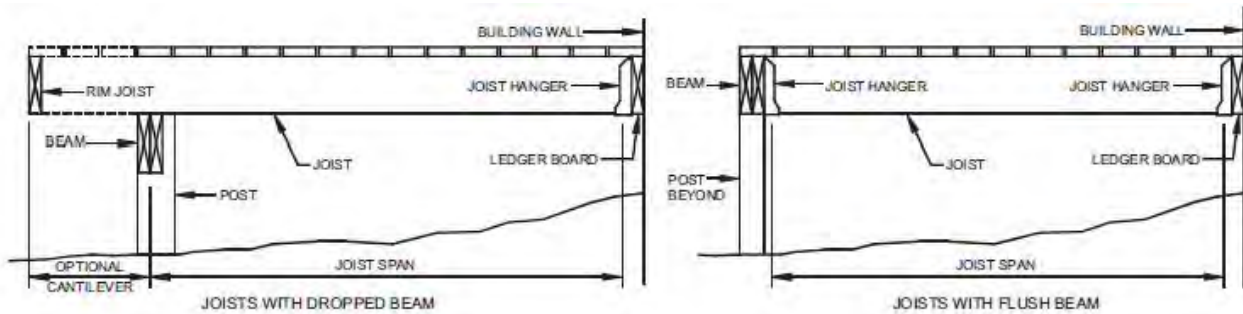 BUILDING WALL
RIM JOIST
JOIST HANGER
BEAM
JOIST
LEDGER BOARD
POST
OPTIONAL
CANTILEVER
JOIST SPAN
JOISTS WITH DROPPED BEAM
BUILDING WALL
BEAM
JOIST HANGER
JOIST HANGER
JOIST
LEDGER BOARD
POST
BEYOND
JOIST SPAN
JOISTS WITH FLUSH BEAM